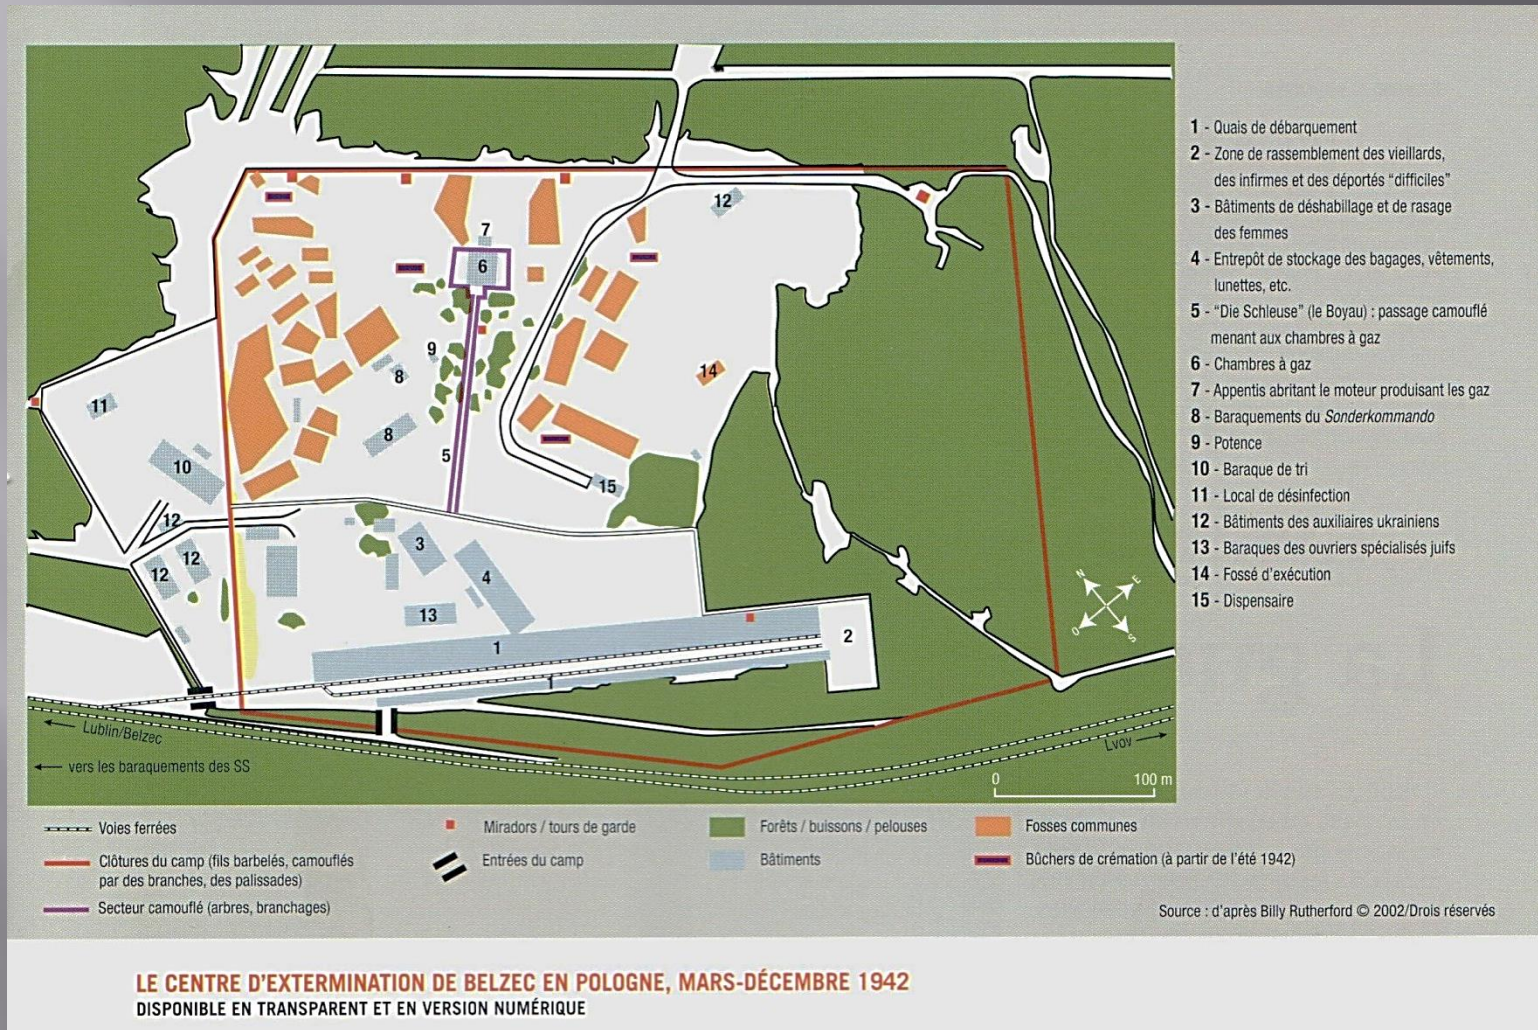 12
7
6
9
14
8
11
8
5
10
15
12
3
12
12
4
13
1
2
1
N
E
O
S
Lublin/Belzec
vers les baraquements des SS
Lvov
0 100 m
1 - Quais de débarquement
2 - Zone de rassemblement des vieillards,
des infirmes et des déportés “difficiles”
3 - Bâtiments de déshabillage et de rasage
des femmes
4 - Entrepôt de stockage des bagages, vêtements,
lunettes, etc.
5 - “Die Schleuse” (le Boyau) : passage camouflé
menant aux chambres à gaz
6 - Chambres à gaz
7 - Appentis abritant le moteur produisant les gaz
8 - Baraquements du Sonderkommando
9 - Potence
10 - Baraque de tri
11 - Local de désinfection
12 - Bâtiments des auxiliaires ukrainiens
13 - Baraques des ouvriers spécialisés juifs
14 - Fossé d'exécution
15 - Dispensaire
Voies ferrées
Clôtures du camp (fils barbelés, camouflés
par des branches, des palissades)
Secteur camouflé (arbres, branchages)
Miradors / tours de garde
Entrées du camp
Forêts / buissons / pelouses
Bâtiments
Fosses communes
Bûchers de crémation (à partir de l'été 1942)
Source : d'après Billy Rutherford © 2002/Drois réservés
LE CENTRE D'EXTERMINATION DE BELZEC EN POLOGNE, MARS-DÉCEMBRE 1942
DISPONIBLE EN TRANSPARENT ET EN VERSION NUMÉRIQUE